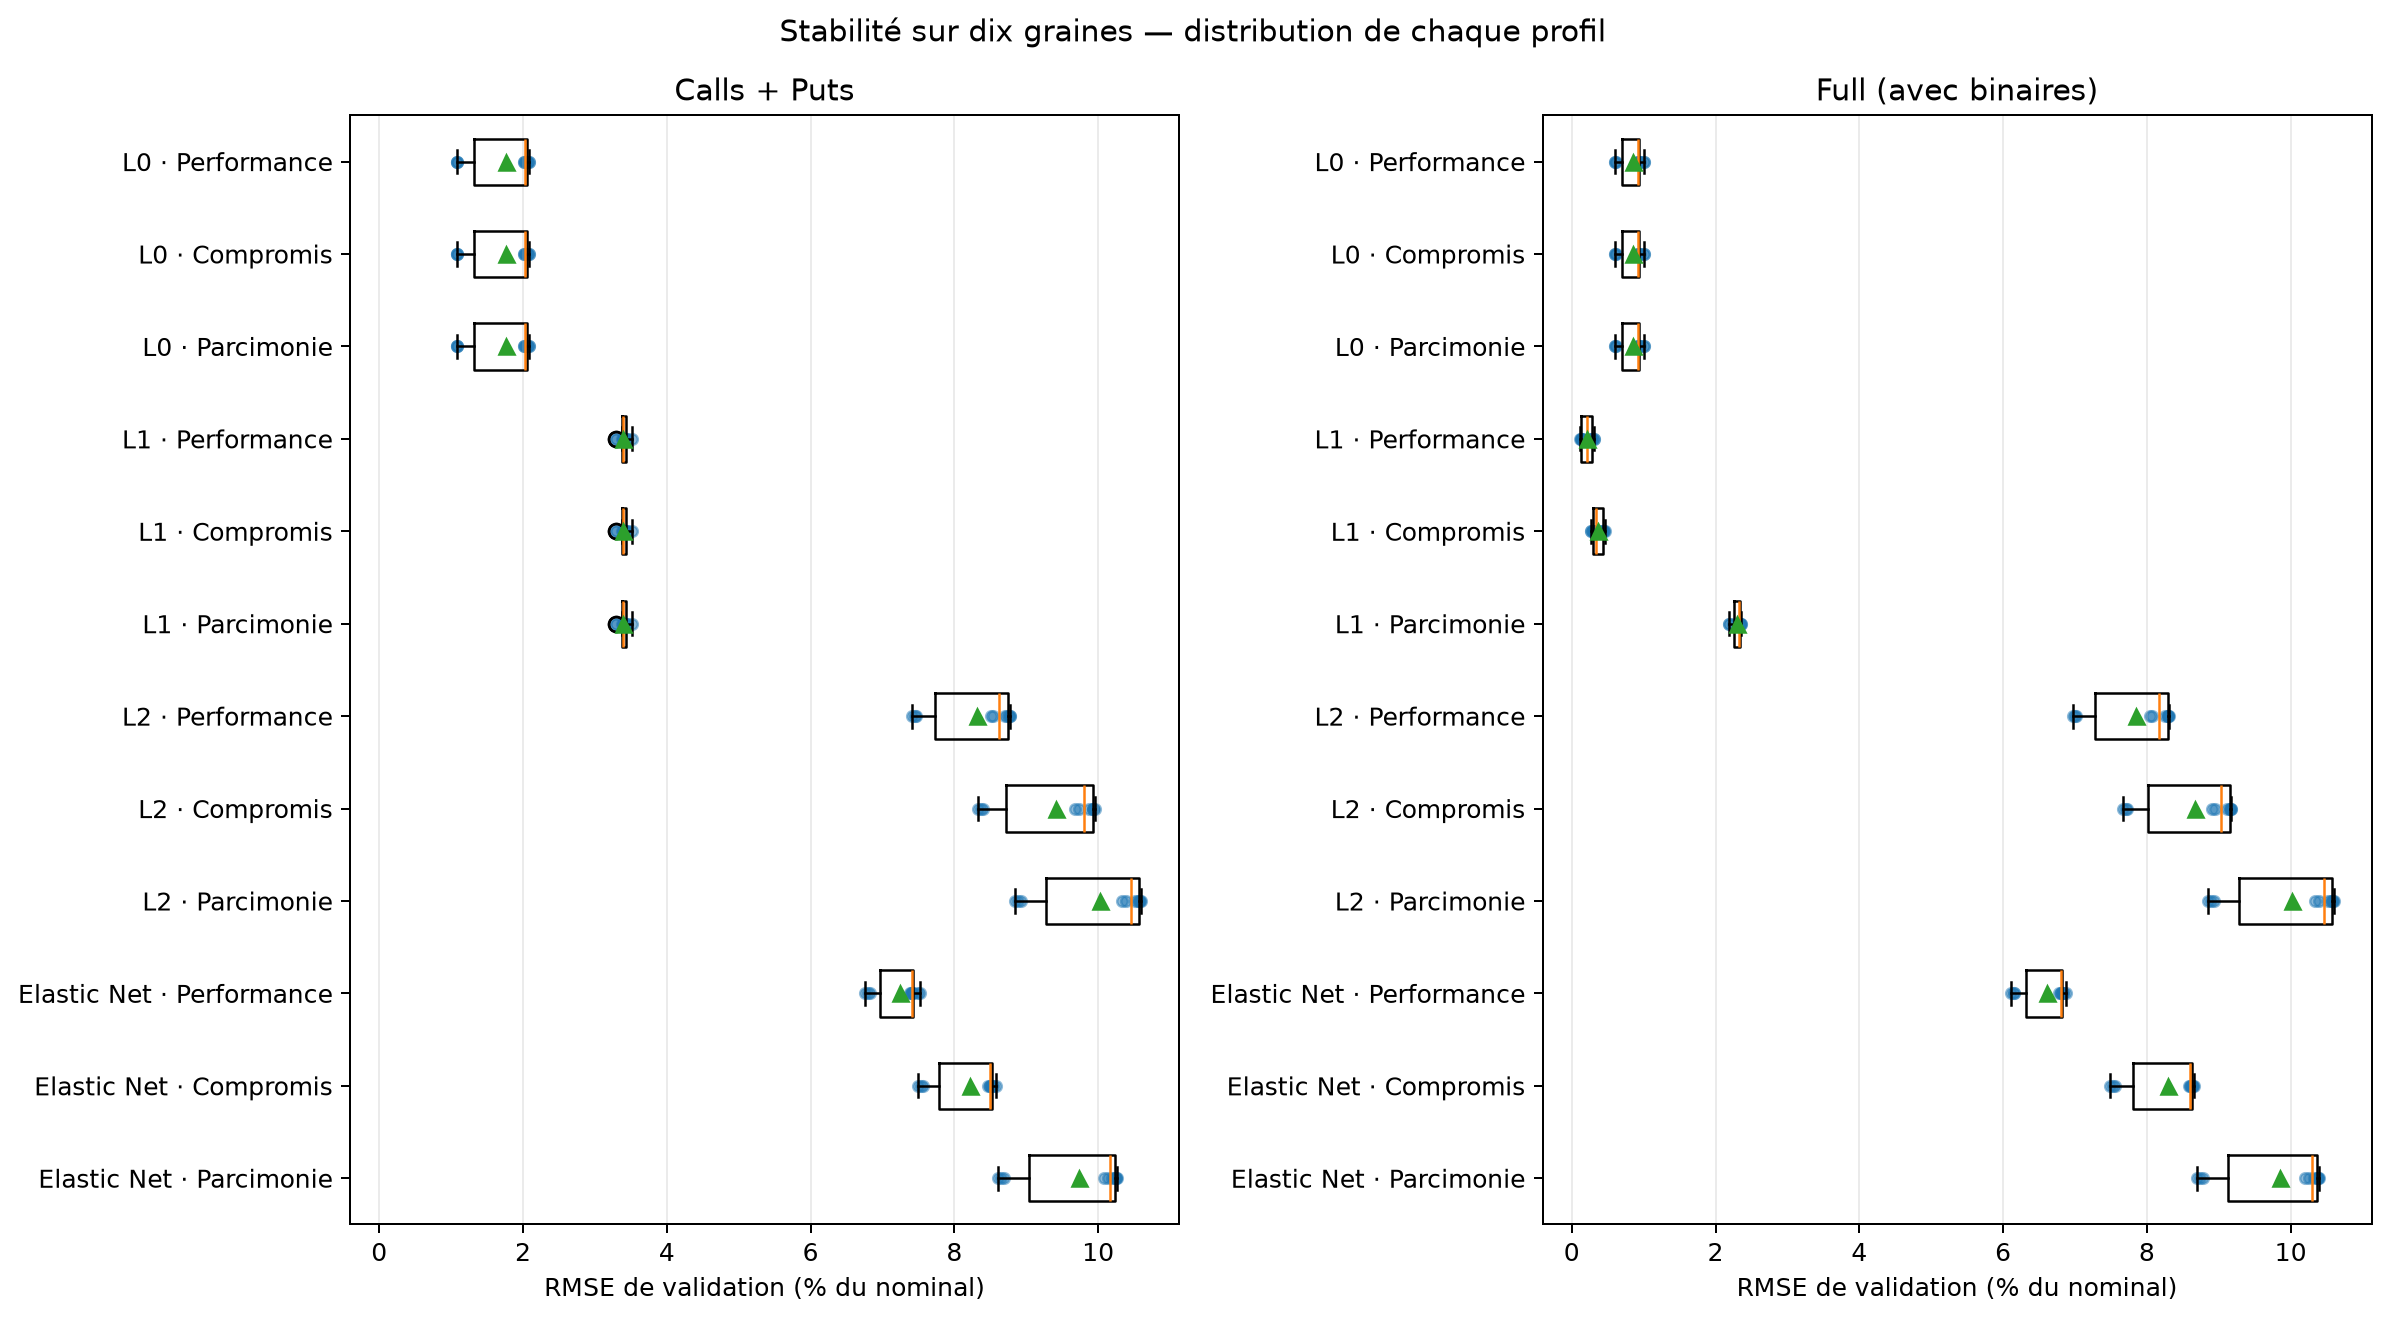 Stabilité sur dix graines — distribution de chaque profil
Calls + Puts
L0 · Performance
L0 · Compromis
L0 · Parcimonie
L1 · Performance
L1 · Compromis
L1 · Parcimonie
L2 · Performance
L2 · Compromis
L2 · Parcimonie
Elastic Net · Performance
Elastic Net · Compromis
Elastic Net · Parcimonie
0 2 4 6 8 10
RMSE de validation (% du nominal)
Full (avec binaires)
L0 · Performance
L0 · Compromis
L0 · Parcimonie
L1 · Performance
L1 · Compromis
L1 · Parcimonie
L2 · Performance
L2 · Compromis
L2 · Parcimonie
Elastic Net · Performance
Elastic Net · Compromis
Elastic Net · Parcimonie
0 2 4 6 8 10
RMSE de validation (% du nominal)